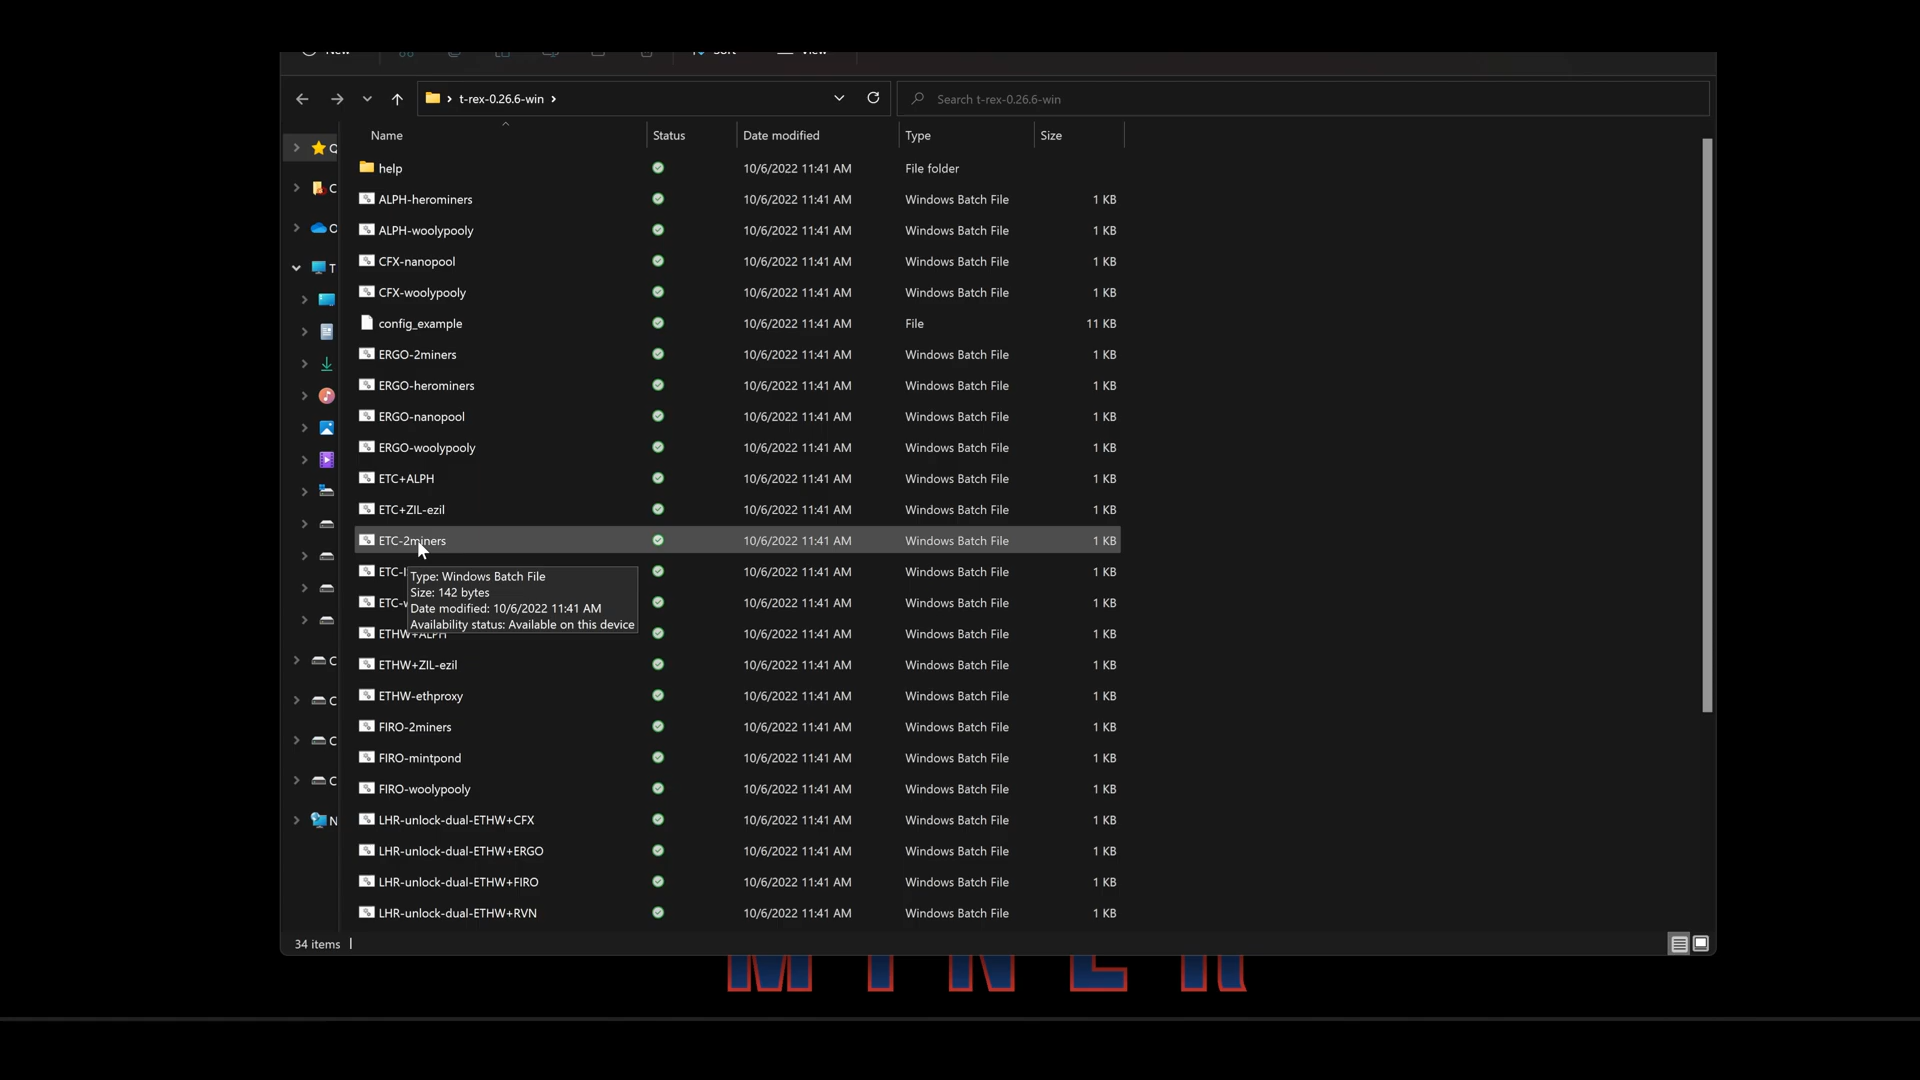 New Sort View
t-rex-0.26.6-win Search t-rex-0.26.6-win
Name Status Date modified Type Size
help 10/6/2022 11:41 AM File folder
ALPH-herominers 10/6/2022 11:41 AM Windows Batch File 1 KB
ALPH-woolypooly 10/6/2022 11:41 AM Windows Batch File 1 KB
CFX-nanopool 10/6/2022 11:41 AM Windows Batch File 1 KB
CFX-woolypooly 10/6/2022 11:41 AM Windows Batch File 1 KB
config_example 10/6/2022 11:41 AM File 11 KB
ERGO-2miners 10/6/2022 11:41 AM Windows Batch File 1 KB
ERGO-herominers 10/6/2022 11:41 AM Windows Batch File 1 KB
ERGO-nanopool 10/6/2022 11:41 AM Windows Batch File 1 KB
ERGO-woolypooly 10/6/2022 11:41 AM Windows Batch File 1 KB
ETC+ALPH 10/6/2022 11:41 AM Windows Batch File 1 KB
ETC+ZIL-ezil 10/6/2022 11:41 AM Windows Batch File 1 KB
ETC-2miners 10/6/2022 11:41 AM Windows Batch File 1 KB
10/6/2022 11:41 AM Windows Batch File 1 KB
Type: Windows Batch File
Size: 142 bytes
10/6/2022 11:41 AM Windows Batch File 1 KB
Date modified: 10/6/2022 11:41 AM
Availability status: Available on this device
ETHW+ALPH 10/6/2022 11:41 AM Windows Batch File 1 KB
ETHW+ZIL-ezil 10/6/2022 11:41 AM Windows Batch File 1 KB
ETHW-ethproxy 10/6/2022 11:41 AM Windows Batch File 1 KB
FIRO-2miners 10/6/2022 11:41 AM Windows Batch File 1 KB
FIRO-mintpond 10/6/2022 11:41 AM Windows Batch File 1 KB
FIRO-woolypooly 10/6/2022 11:41 AM Windows Batch File 1 KB
LHR-unlock-dual-ETHW+CFX 10/6/2022 11:41 AM Windows Batch File 1 KB
LHR-unlock-dual-ETHW+ERGO 10/6/2022 11:41 AM Windows Batch File 1 KB
LHR-unlock-dual-ETHW+FIRO 10/6/2022 11:41 AM Windows Batch File 1 KB
LHR-unlock-dual-ETHW+RVN 10/6/2022 11:41 AM Windows Batch File 1 KB
34 items
MINER